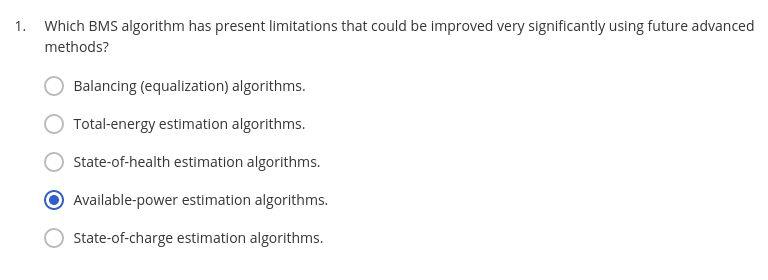 1. Which BMS algorithm has present limitations that could be improved very significantly using future advanced
methods?
Balancing (equalization) algorithms.
Total-energy estimation algorithms.
State-of-health estimation algorithms.
Available-power estimation algorithms.
State-of-charge estimation algorithms.